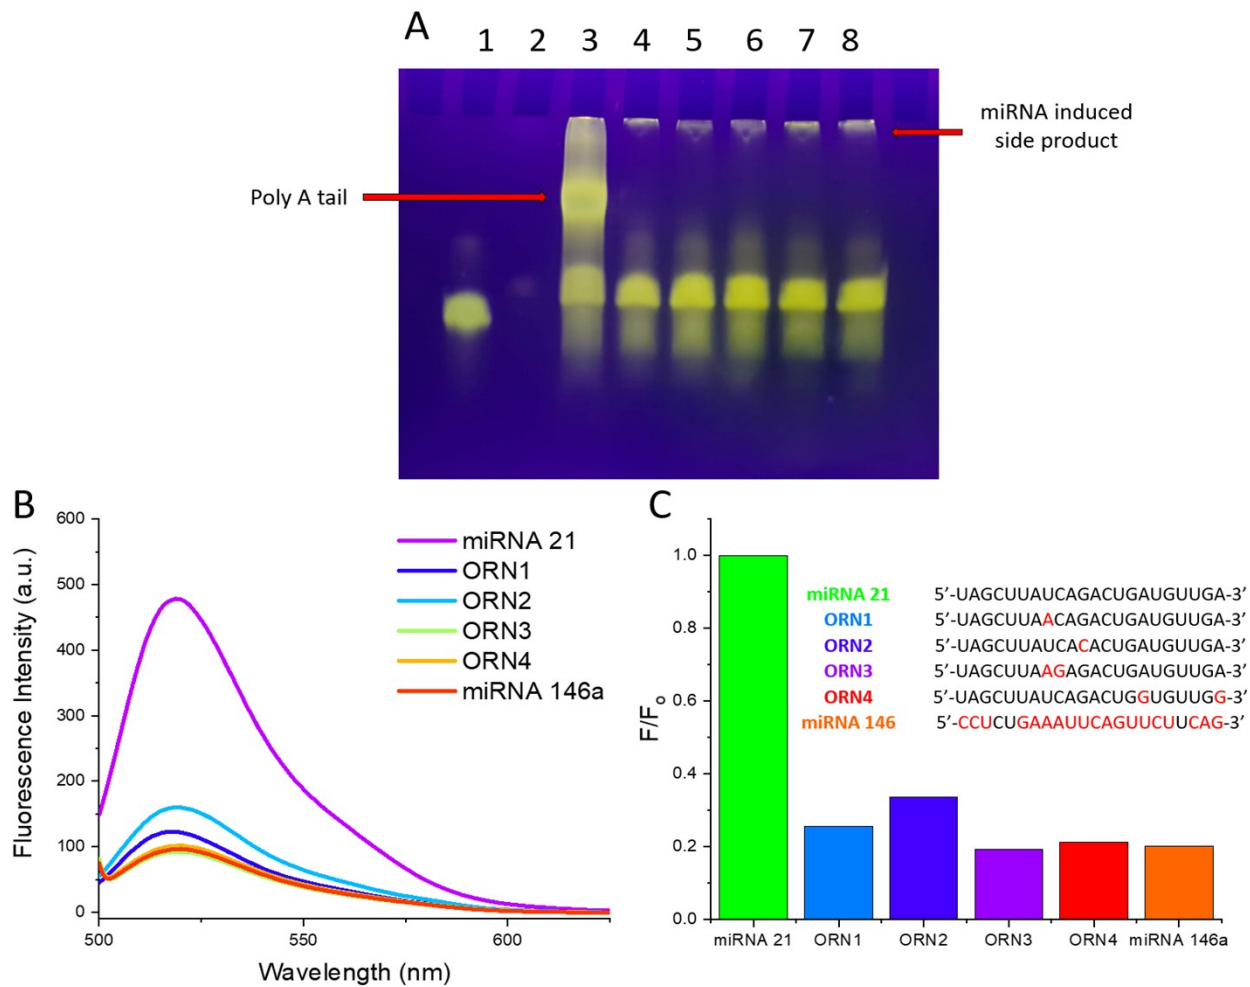 A
1 2 3 4 5 6 7 8
miRNA induced
side product
Poly A tail
B
600
500
400
300
200
100
0
500
550
600
Fluorescence Intensity (a.u.)
Wavelength (nm)
miRNA 21
ORN1
ORN2
ORN3
ORN4
miRNA 146a
C
1.0
0.8
0.6
0.4
0.2
0.0
F/Fo
miRNA 21 5’-UAGCUUAUCAGACUGAUGUUGA-3’
ORN1 5’-UAGCUUAACAGACUGAUGUUGA-3’
ORN2 5’-UAGCUUAUCACACUGAUGUUGA-3’
ORN3 5’-UAGCUUAAGAGACUGAUGUUGA-3’
ORN4 5’-UAGCUUAUCAGACUGGUGUUGG-3’
miRNA 146 5’-CCUCUGAAAUUCAGUUCUUCAG-3’
miRNA 21 ORN1 ORN2 ORN3 ORN4 miRNA 146a